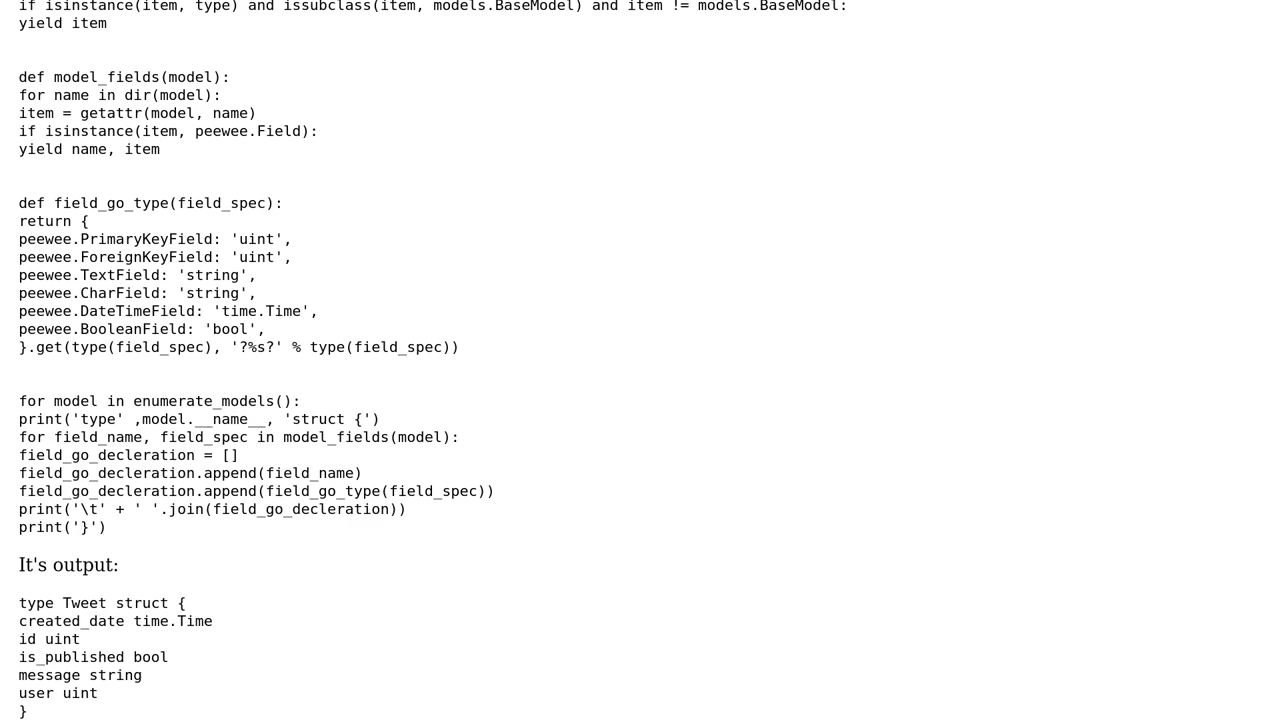 if isinstance(item, type) and issubclass(item, models.BaseModel) and item != models.BaseModel:
yield item
def model_fields(model):
for name in dir(model):
item = getattr(model, name)
if isinstance(item, peewee.Field):
yield name, item
def field_go_type(field_spec):
return {
peewee.PrimaryKeyField: 'uint',
peewee.ForeignKeyField: 'uint',
peewee.TextField: 'string',
peewee.CharField: 'string',
peewee.DateTimeField: 'time.Time',
peewee.BooleanField: 'bool',
}.get(type(field_spec), '?%s?' % type(field_spec))
for model in enumerate_models():
print('type' ,model.__name__, 'struct {')
for field_name, field_spec in model_fields(model):
field_go_decleration = []
field_go_decleration.append(field_name)
field_go_decleration.append(field_go_type(field_spec))
print('\t' + ' '.join(field_go_decleration))
print('}')
It's output:
type Tweet struct {
created_date time.Time
id uint
is_published bool
message string
user uint
}